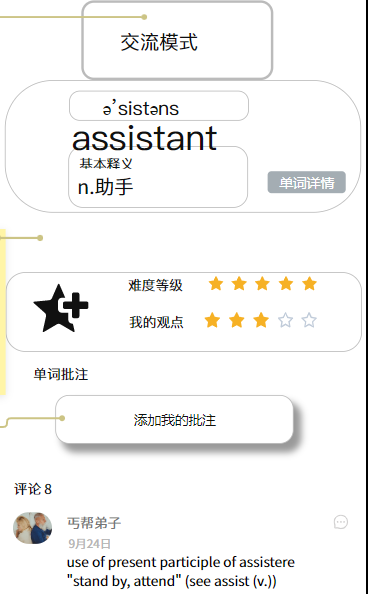 交流模式
ə'sistəns
assistant
基本释义
n.助手
单词详情
难度等级
我的观点
单词批注
添加我的批注
评论 8
丐帮弟子
9月24日
use of present participle of assistere
"stand by, attend" (see assist (v.))